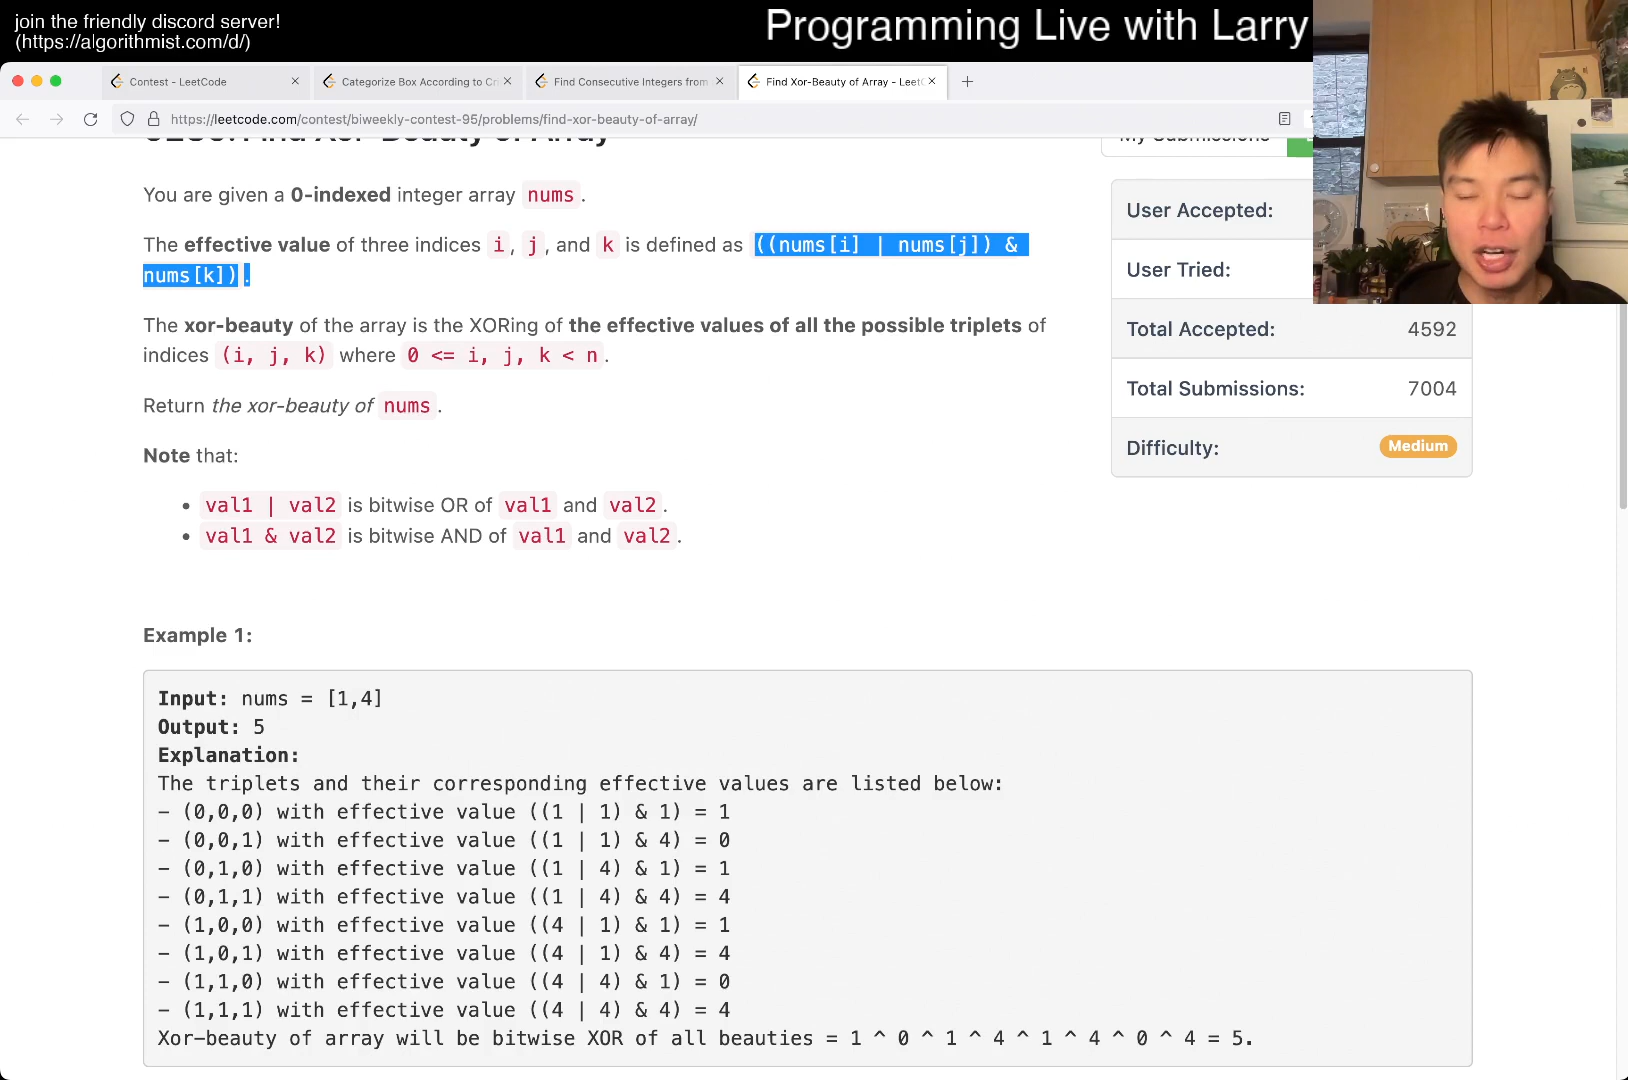 join the friendly discord server!
(https://algorithmist.com/d/)
Programming Live with Larry
Contest - LeetCode
Categorize Box According to Cr
Find Consecutive Integers from
Find Xor-Beauty of Array - Leet
https://leetcode.com/contest/biweekly-contest-95/problems/find-xor-beauty-of-array/
My Submissions
You are given a 0-indexed integer array nums.
The effective value of three indices i, j, and k is defined as ((nums[i] | nums[j]) &
nums[k]).
The xor-beauty of the array is the XORing of the effective values of all the possible triplets of
indices (i, j, k) where 0 <= i, j, k < n.
Return the xor-beauty of nums.
Note that:
• val1 | val2 is bitwise OR of val1 and val2.
• val1 & val2 is bitwise AND of val1 and val2.
User Accepted:
User Tried:
Total Accepted: 4592
Total Submissions: 7004
Difficulty: Medium
Example 1:
Input: nums = [1,4]
Output: 5
Explanation:
The triplets and their corresponding effective values are listed below:
- (0,0,0) with effective value ((1 | 1) & 1) = 1
- (0,0,1) with effective value ((1 | 1) & 4) = 0
- (0,1,0) with effective value ((1 | 4) & 1) = 1
- (0,1,1) with effective value ((1 | 4) & 4) = 4
- (1,0,0) with effective value ((4 | 1) & 1) = 1
- (1,0,1) with effective value ((4 | 1) & 4) = 4
- (1,1,0) with effective value ((4 | 4) & 1) = 0
- (1,1,1) with effective value ((4 | 4) & 4) = 4
Xor-beauty of array will be bitwise XOR of all beauties = 1 ^ 0 ^ 1 ^ 4 ^ 1 ^ 4 ^ 0 ^ 4 = 5.